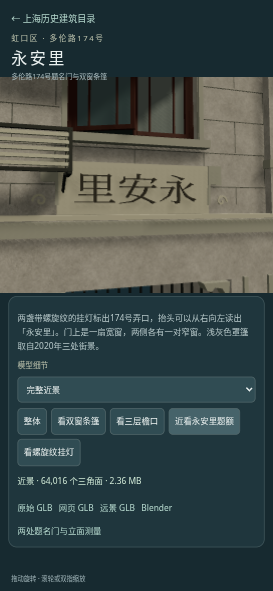 ← 上海历史建筑目录
虹口区 · 多伦路174号
永安里
多伦路174号题名门与双窗条箍
里安永
两盏带螺旋纹的挂灯标出174号弄口，抬头可以从右向左读出
「永安里」。门上是一扇宽窗，两侧各有一对窄窗。浅灰色罩篷
取自2020年三处街景。
模型细节
完整近景
整体
看双窗条箍
看三层檐口
近看永安里题额
看螺旋纹挂灯
近景 · 64,016 个三角面 · 2.36 MB
原始 GLB 网页 GLB 远景 GLB Blender
两处题名门与立面测量
拖动旋转 · 滚轮或双指缩放